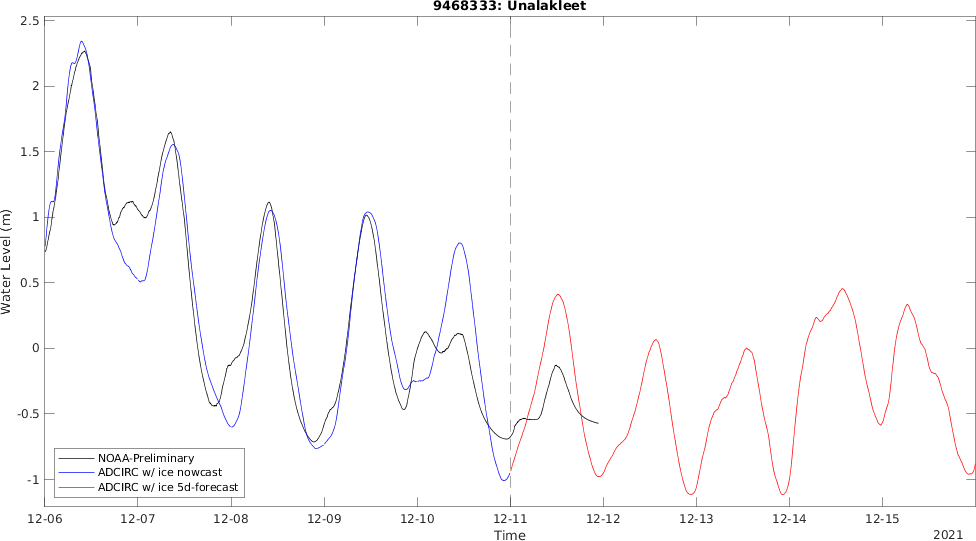 9468333: Unalakleet
2.5
2
1.5
1
0.5
0
-0.5
-1
Water Level (m)
NOAA-Preliminary
ADCIRC w/ ice nowcast
ADCIRC w/ ice 5d-forecast
12-06 12-07 12-08 12-09 12-10 12-11 12-12 12-13 12-14 12-15
Time
2021